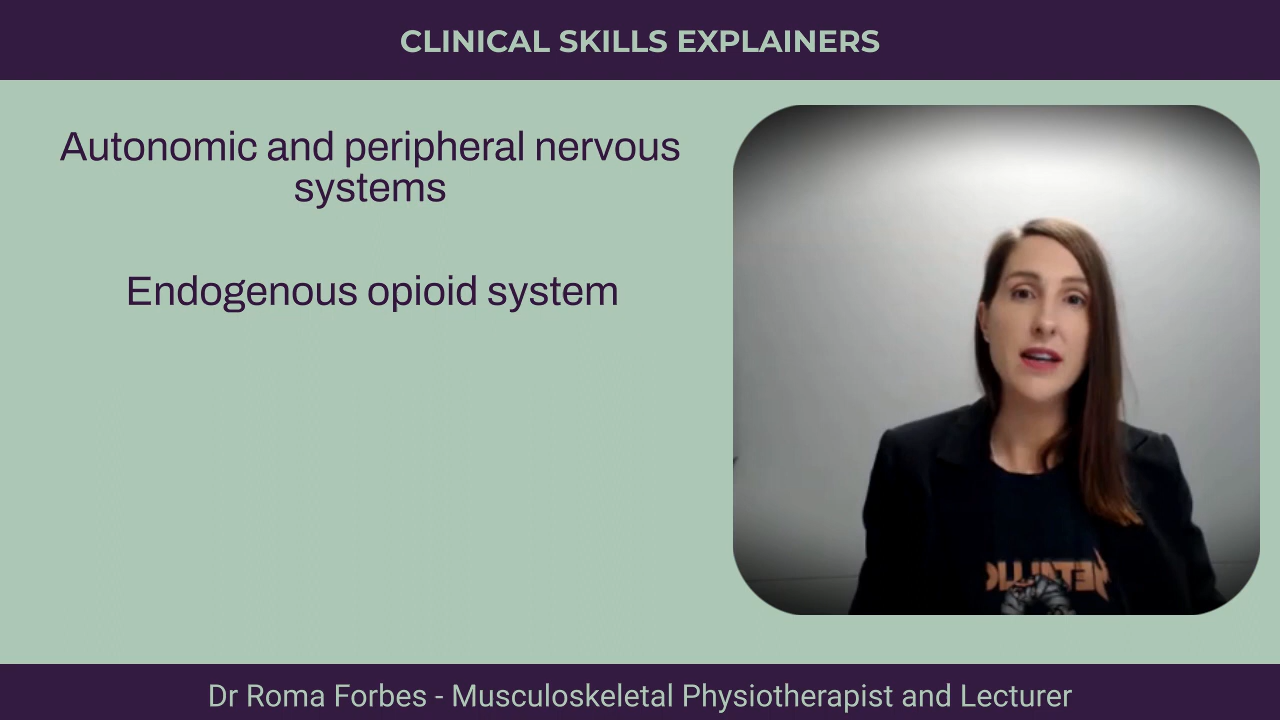 CLINICAL SKILLS EXPLAINERS
Autonomic and peripheral nervous
systems
Endogenous opioid system
Dr Roma Forbes - Musculoskeletal Physiotherapist and Lecturer